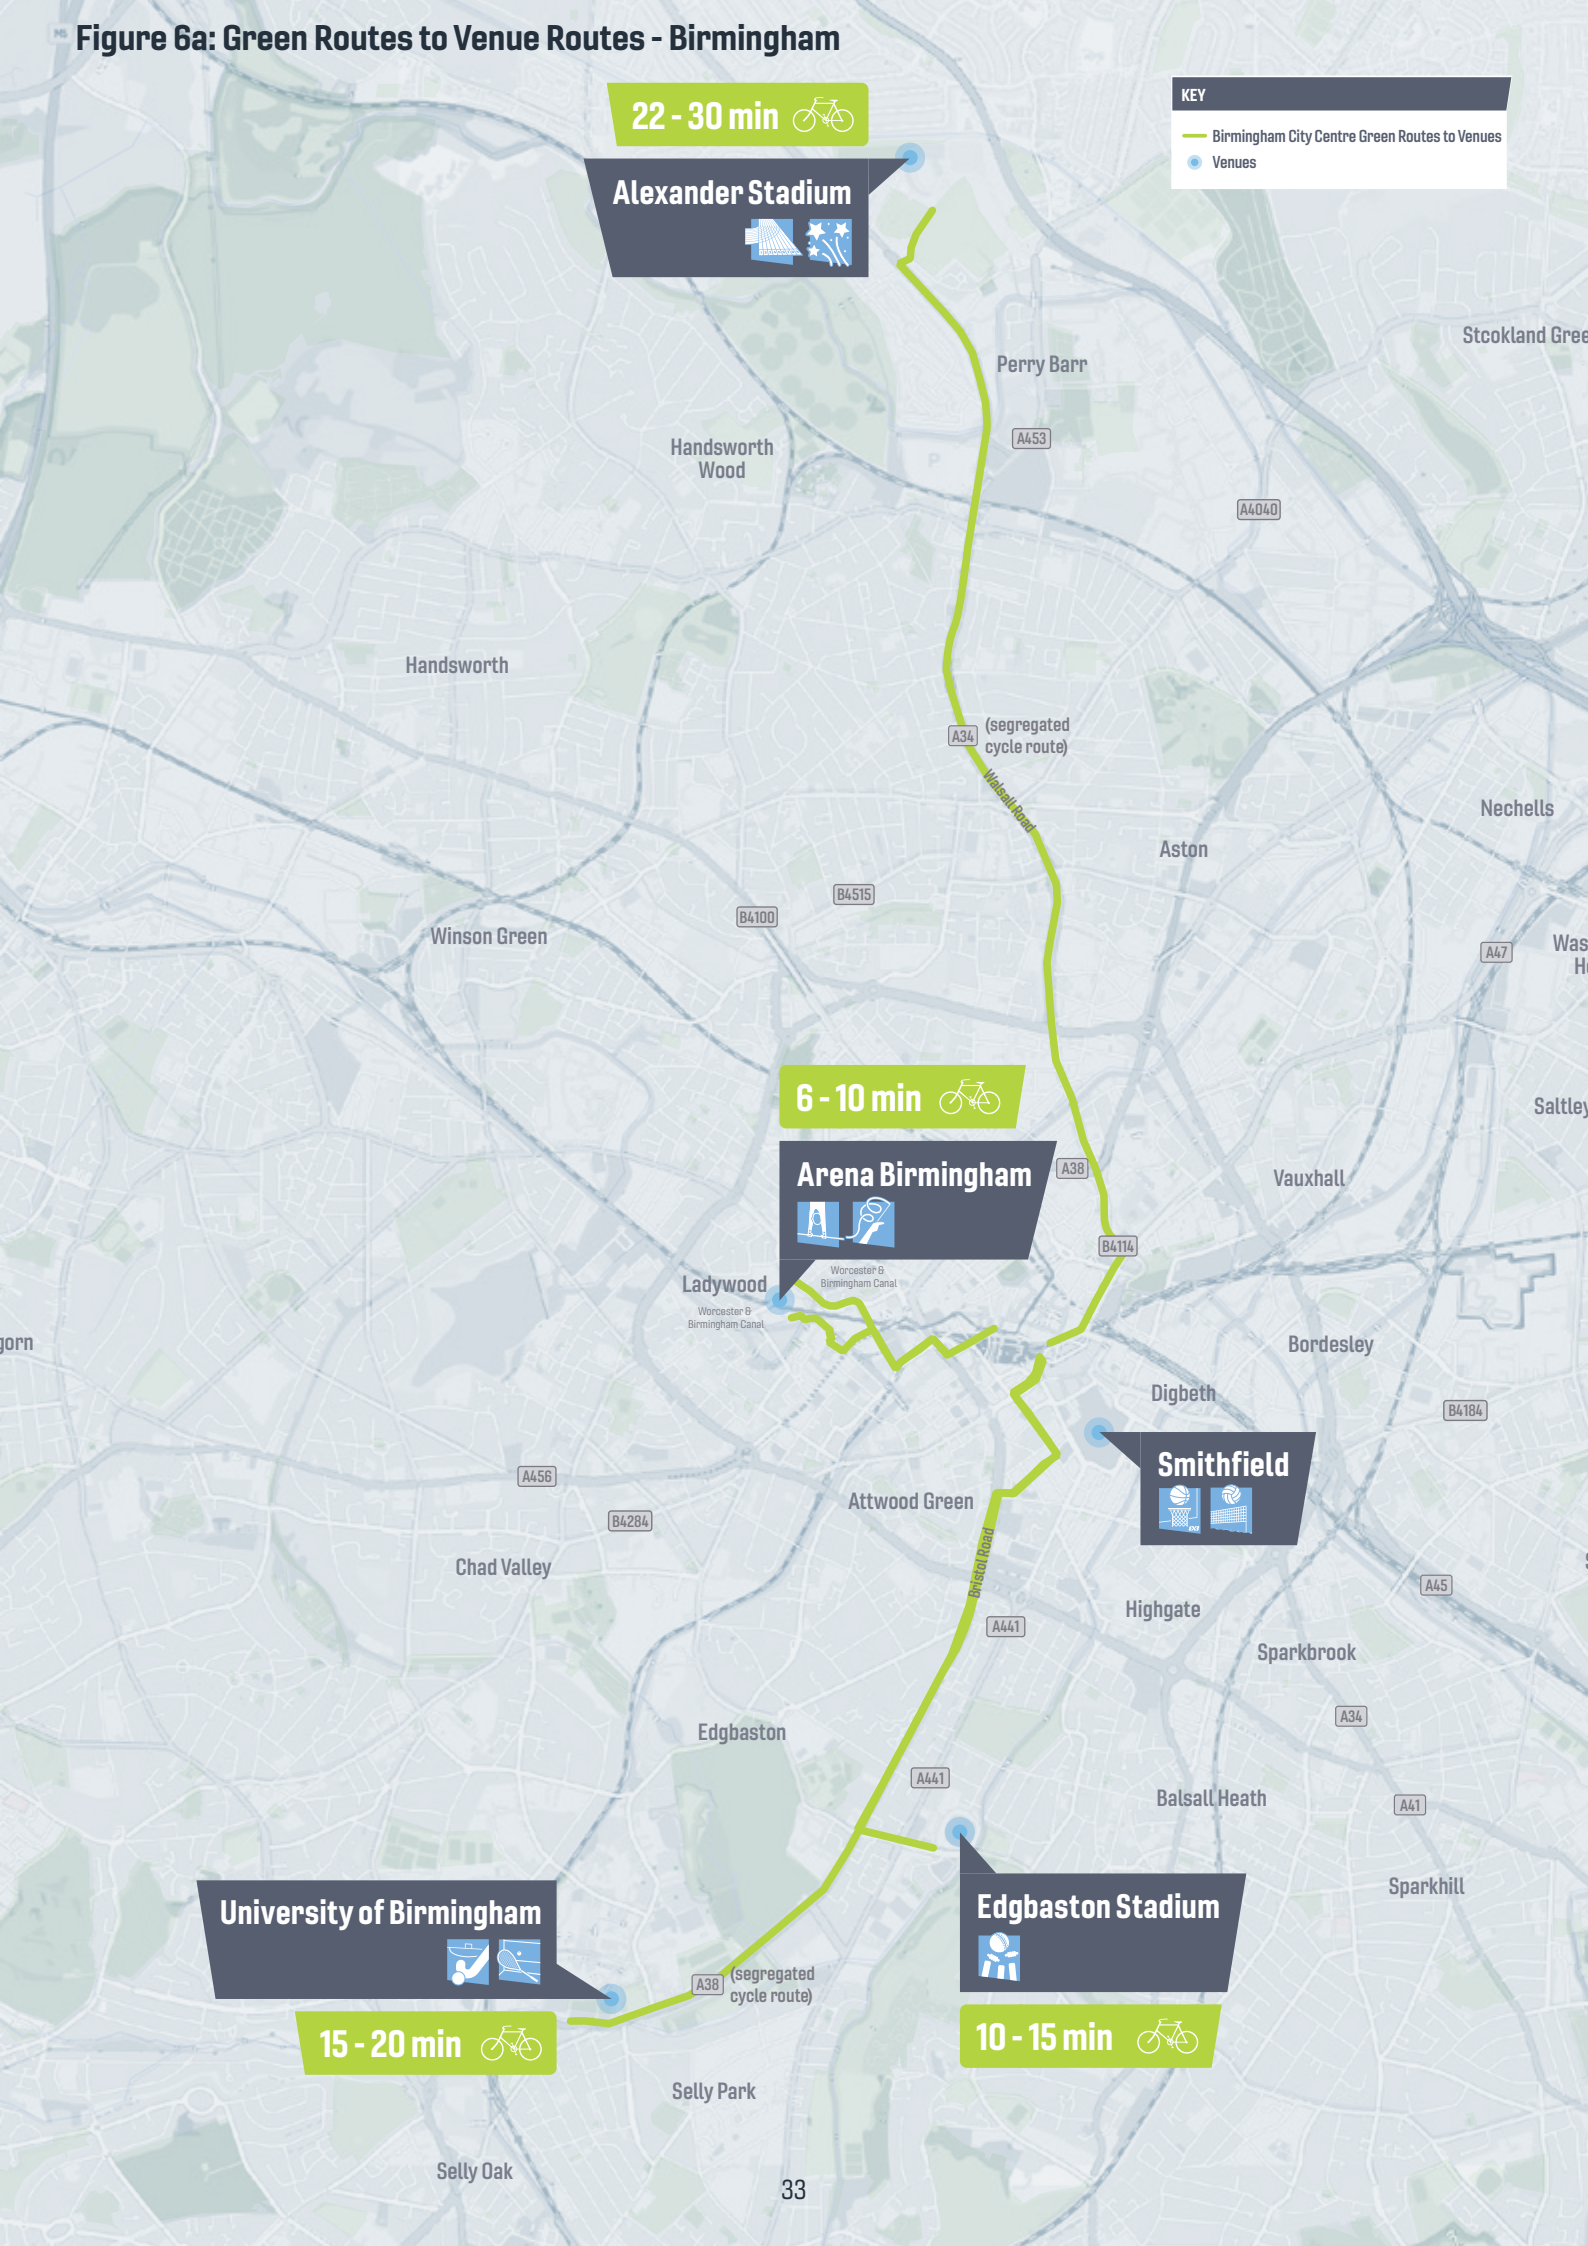 M5
Figure 6a: Green Routes to Venue Routes - Birmingham
KEY
Birmingham City Centre Green Routes to Venues
Venues
22 - 30 min
Alexander Stadium
Stcokland Gree
Perry Barr
A453
Handsworth
Wood
P
A4040
Handsworth
A34
(segregated
cycle route)
Walsall Road
Nechells
Aston
B4515
B4100
Winson Green
A47
Was
H
6 - 10 min
Saltley
Arena Birmingham
A38
Vauxhall
B4114
Worcester &
Birmingham Canal
Ladywood
Worcester &
Birmingham Canal
gorn
Bordesley
Digbeth
B4184
Smithfield
3X3
A456
Attwood Green
B4284
Bristol Road
Chad Valley
A45
Highgate
A441
Sparkbrook
A34
Edgbaston
A441
Balsall Heath
A41
Sparkhill
University of Birmingham
Edgbaston Stadium
A38
(segregated
cycle route)
15 - 20 min
10 - 15 min
Selly Park
Selly Oak
33